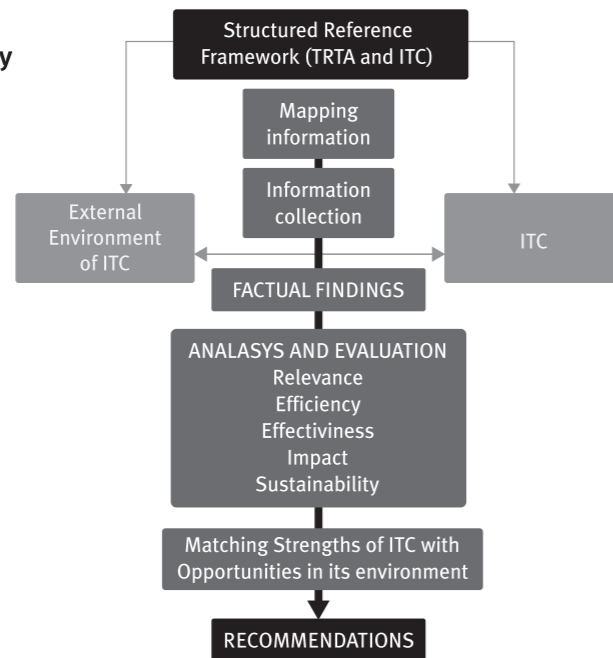 y
Structured Reference
Framework (TRTA and ITC)
Mapping
information
Information
collection
External
Environment
of ITC
ITC
FACTUAL FINDINGS
ANALASYS AND EVALUATION
Relevance
Efficiency
Effectiviness
Impact
Sustainability
Matching Strengths of ITC with
Opportunities in its environment
RECOMMENDATIONS